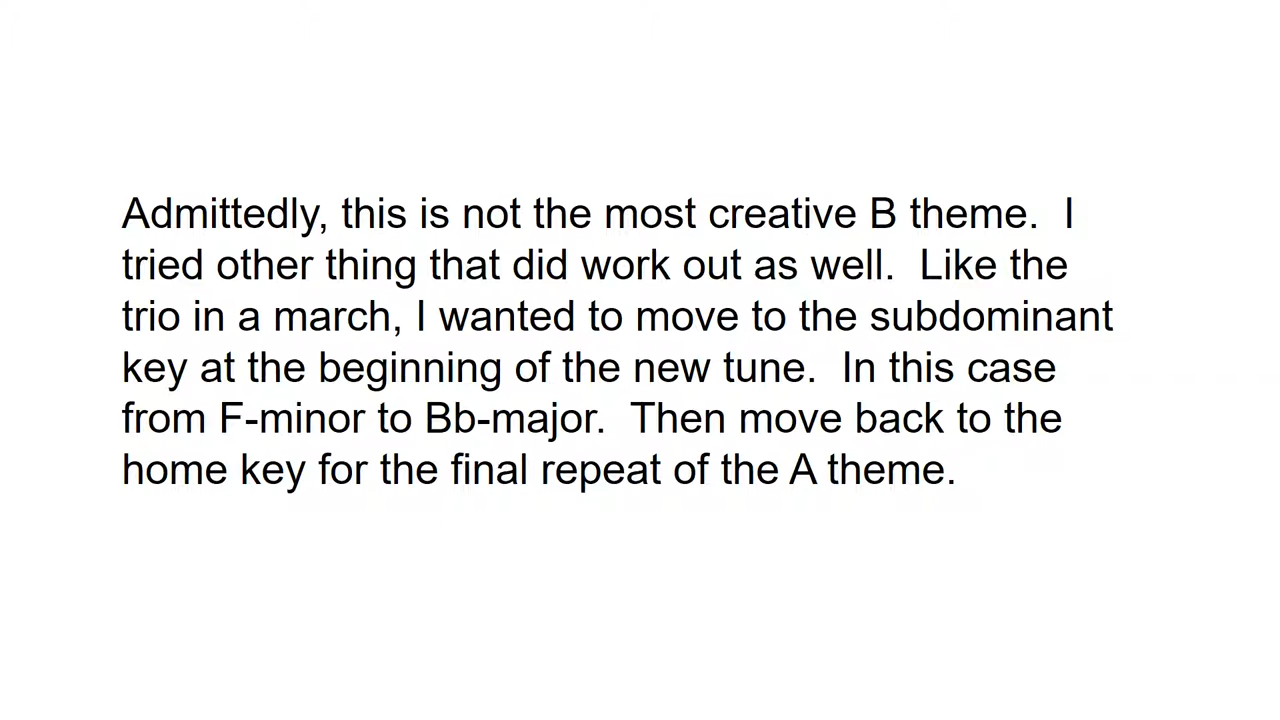 Admittedly, this is not the most creative B theme.  I
tried other thing that did work out as well.  Like the
trio in a march, I wanted to move to the subdominant
key at the beginning of the new tune.  In this case
from F-minor to Bb-major.  Then move back to the
home key for the final repeat of the A theme.